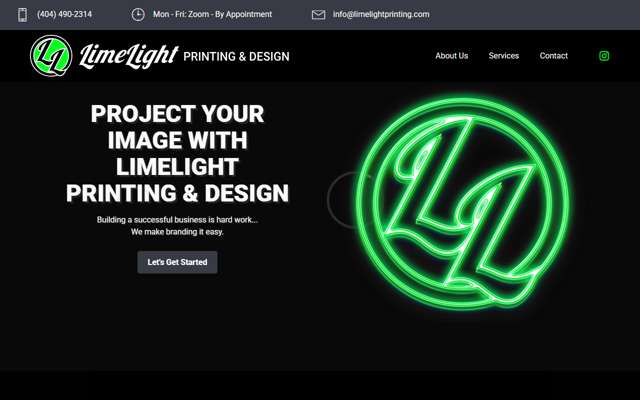 (404) 490-2314
Mon - Fri: Zoom - By Appointment
info@limelightprinting.com
LL LimeLight PRINTING & DESIGN
About Us
Services
Contact
PROJECT YOUR
IMAGE WITH
LIMELIGHT
PRINTING & DESIGN
Building a successful business is hard work...
We make branding it easy.
Let's Get Started
LL